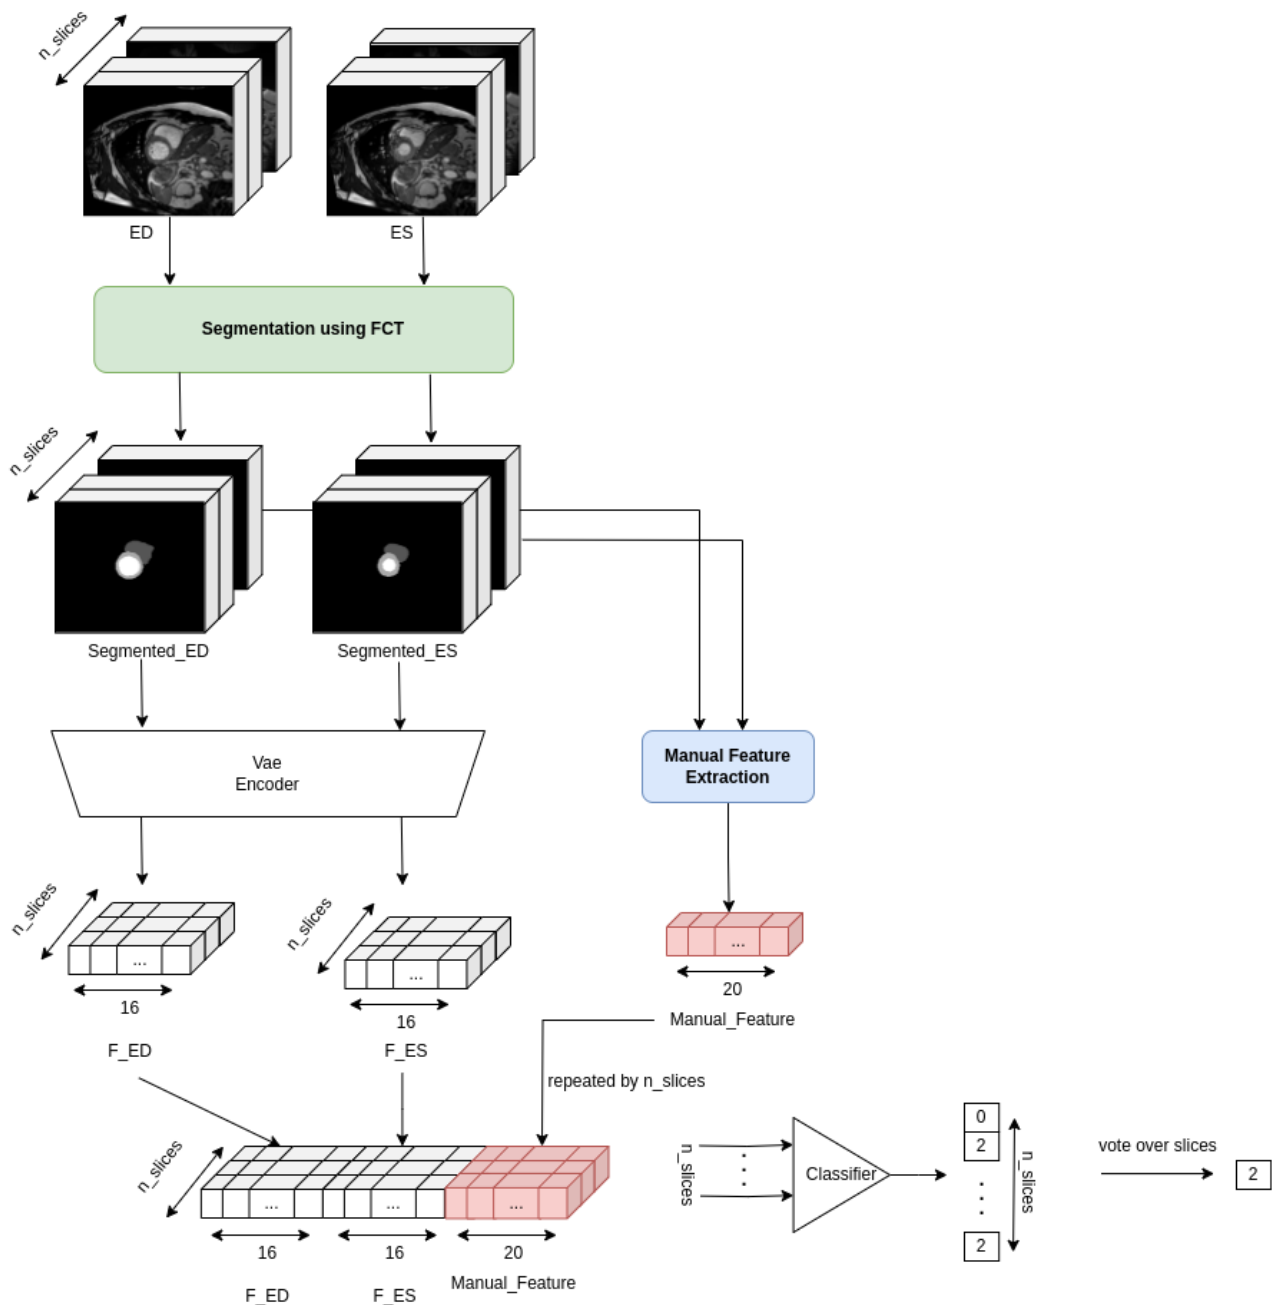 n_slices
ED
ES
Segmentation using FCT
n_slices
Segmented_ED
Segmented_ES
Vae
Encoder
Manual Feature
Extraction
n_slices
...
16
F_ED
n_slices
...
16
F_ES
...
20
Manual_Feature
repeated by n_slices
n_slices
...
...
...
16
16
20
F_ED
F_ES
Manual_Feature
n_slices
Classifier
0
2
2
n_slices
vote over slices
2